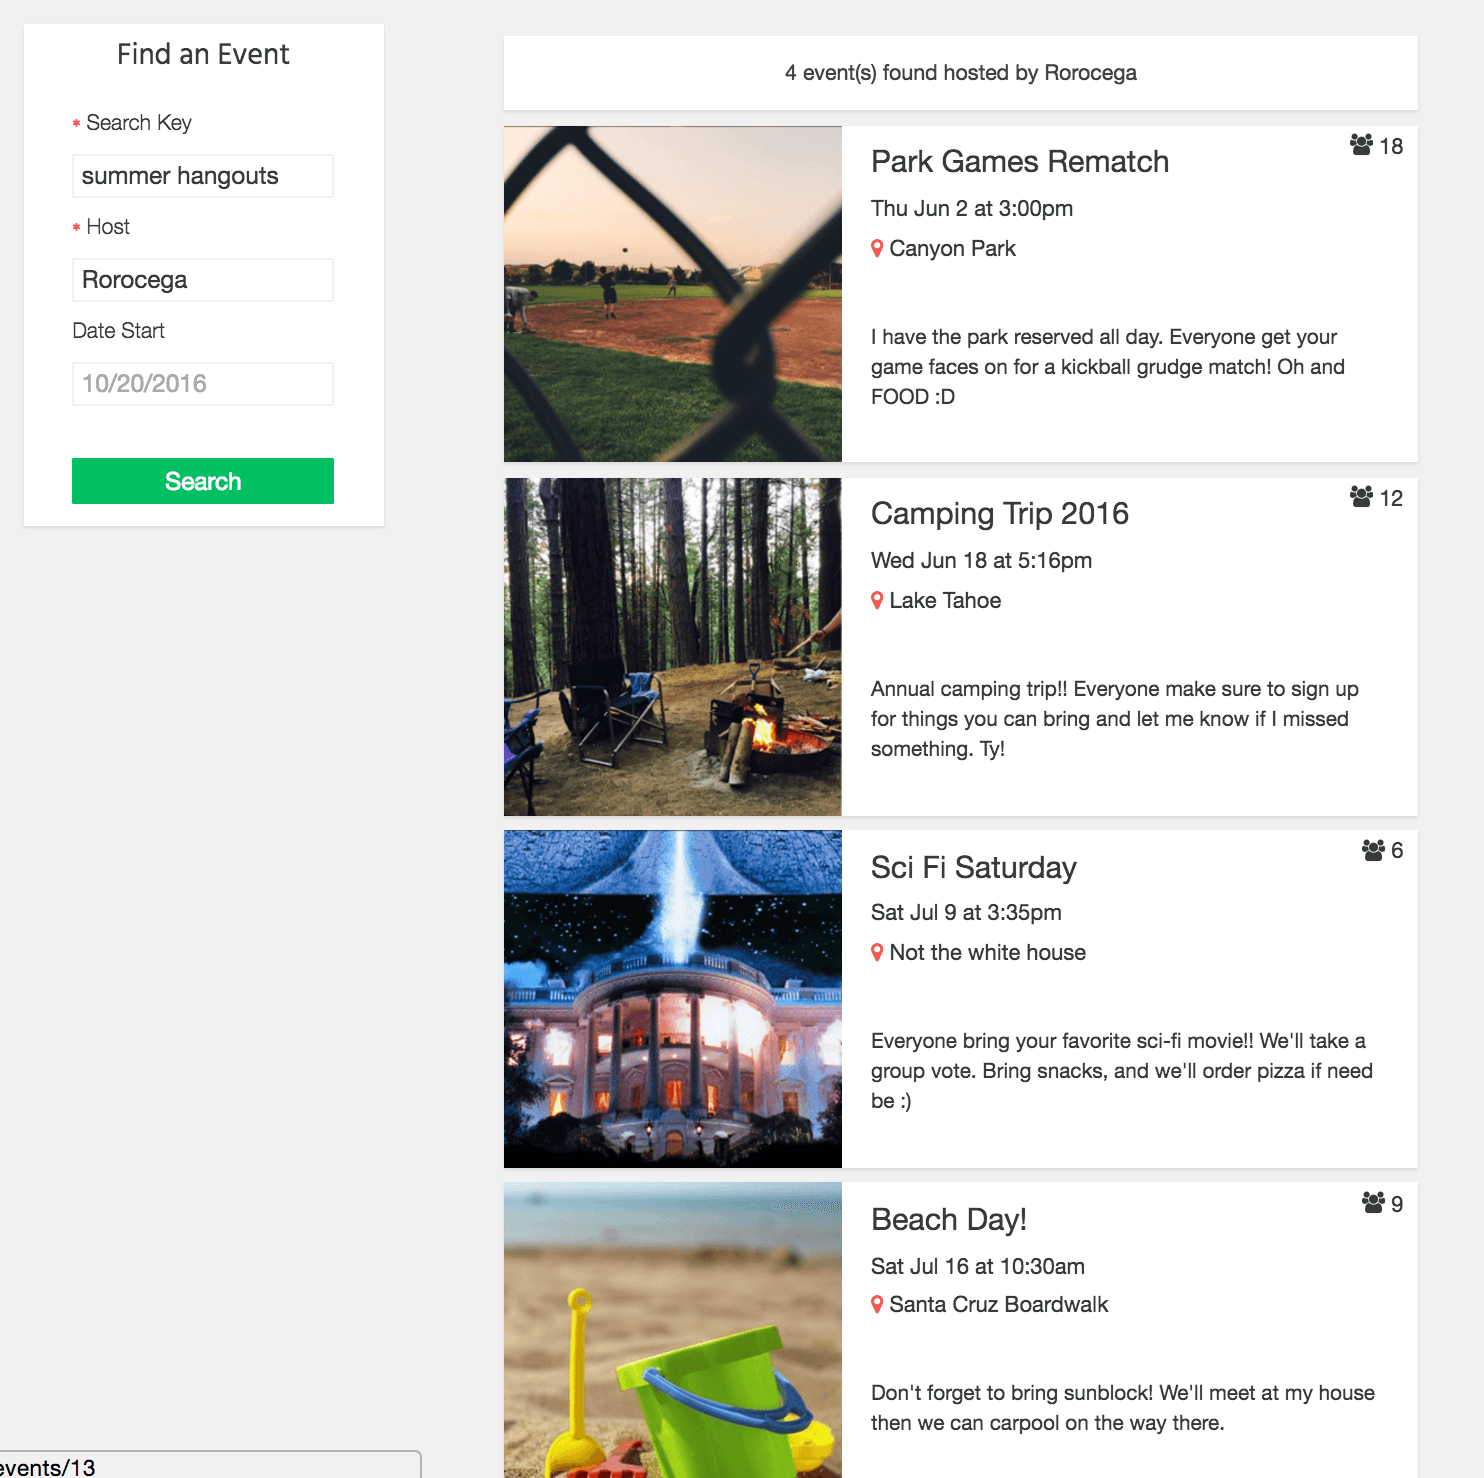 Find an Event
* Search Key
summer hangouts
* Host
Rorocega
Date Start
10/20/2016
Search
4 event(s) found hosted by Rorocega
18
Park Games Rematch
Thu Jun 2 at 3:00pm
Canyon Park
I have the park reserved all day. Everyone get your
game faces on for a kickball grudge match! Oh and
FOOD :D
12
Camping Trip 2016
Wed Jun 18 at 5:16pm
Lake Tahoe
Annual camping trip!! Everyone make sure to sign up
for things you can bring and let me know if I missed
something. Ty!
6
Sci Fi Saturday
Sat Jul 9 at 3:35pm
Not the white house
Everyone bring your favorite sci-fi movie!! We'll take a
group vote. Bring snacks, and we'll order pizza if need
be :)
9
Beach Day!
Sat Jul 16 at 10:30am
Santa Cruz Boardwalk
Don't forget to bring sunblock! We'll meet at my house
then we can carpool on the way there.
events/13